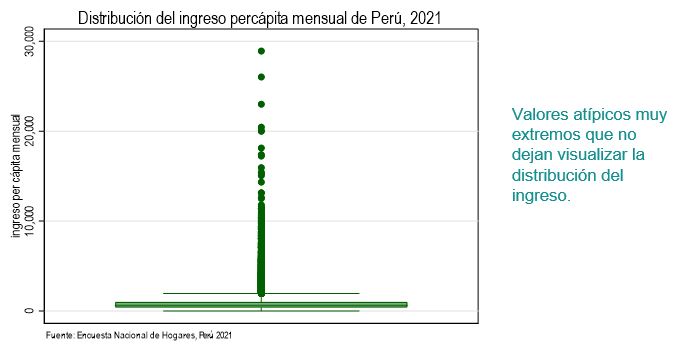 Distribución del ingreso percápita mensual de Perú, 2021
30,000
20,000
10,000
0
ingreso per cápita mensual
Fuente: Encuesta Nacional de Hogares, Perú 2021
Valores atípicos muy
extremos que no
dejan visualizar la
distribución del
ingreso.